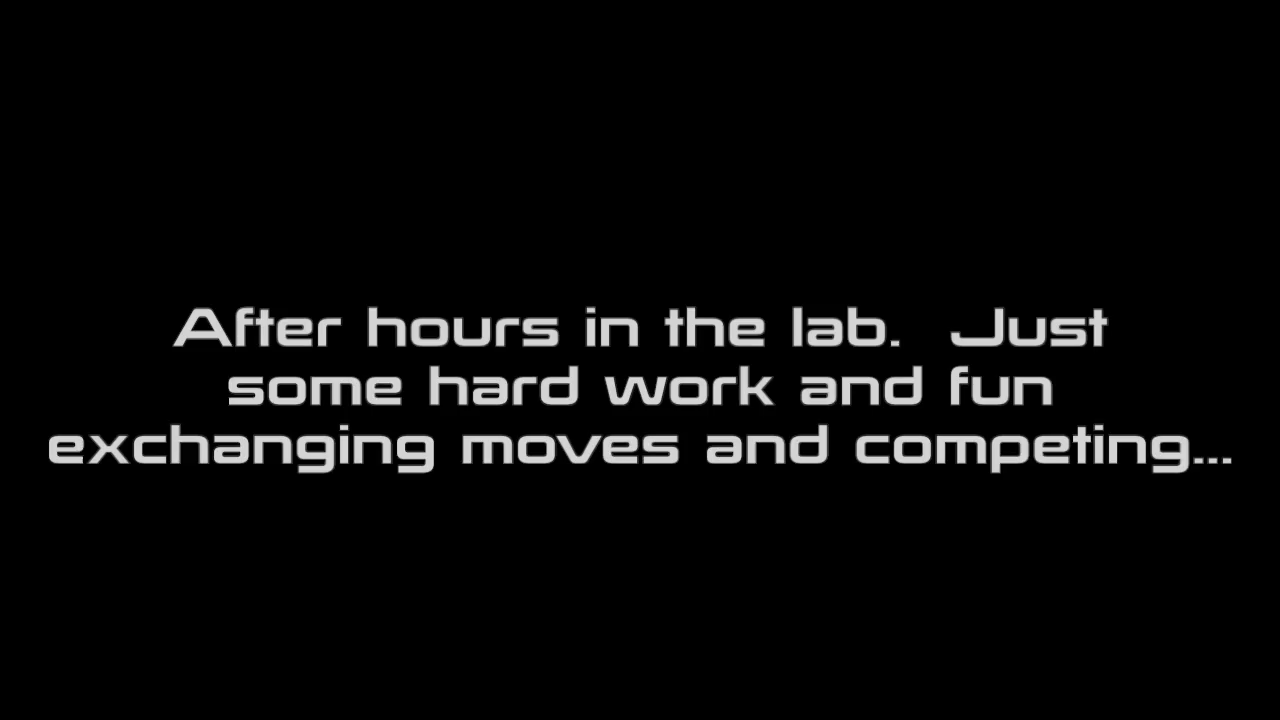 After hours in the lab.  Just
some hard work and fun
exchanging moves and competing...